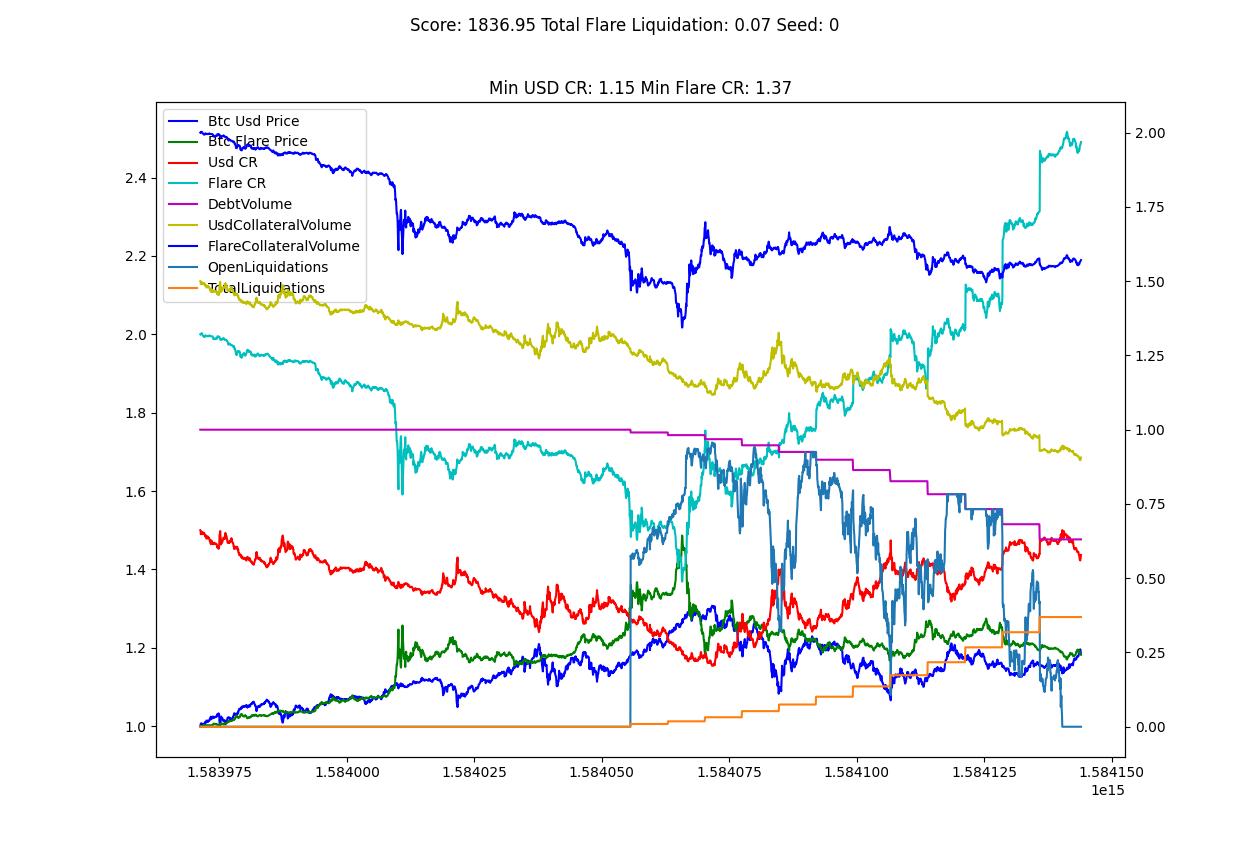 Score: 1836.95 Total Flare Liquidation: 0.07 Seed: 0
Min USD CR: 1.15 Min Flare CR: 1.37
Btc Usd Price
Btc Flare Price
Usd CR
Flare CR
DebtVolume
UsdCollateralVolume
FlareCollateralVolume
OpenLiquidations
TotalLiquidations
2.4
2.2
2.0
1.8
1.6
1.4
1.2
1.0
2.00
1.75
1.50
1.25
1.00
0.75
0.50
0.25
0.00
1.583975 1.584000 1.584025 1.584050 1.584075 1.584100 1.584125 1.584150
1e15